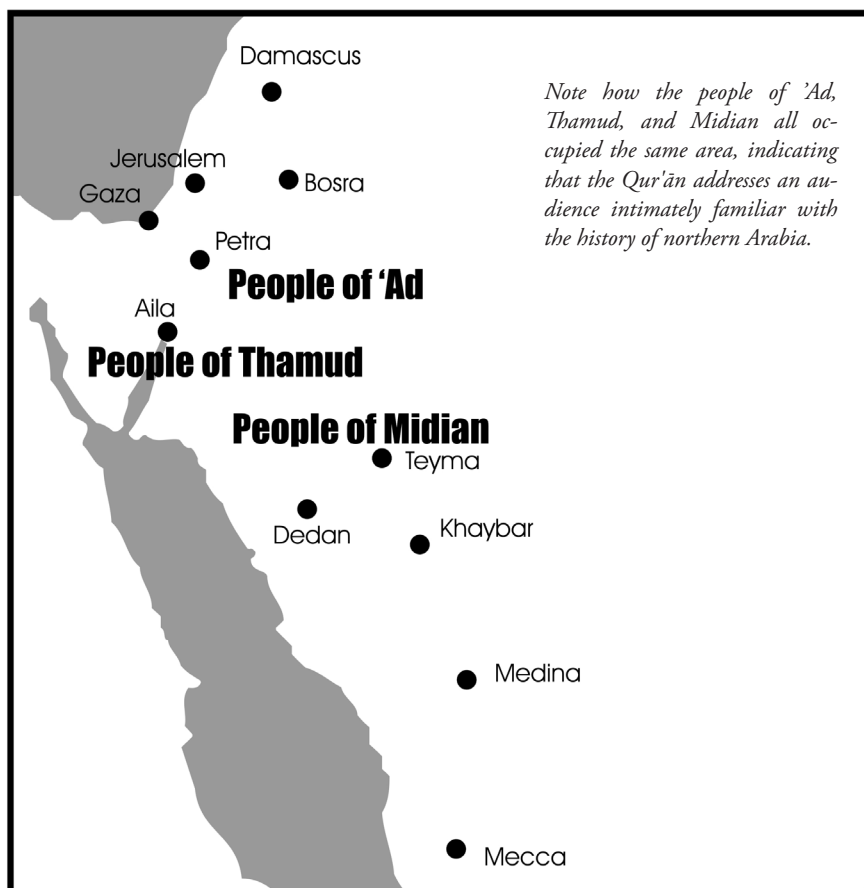 Damascus
Note how the people of ’Ad,
Thamud, and Midian all oc-
cupied the same area, indicating
that the Qur'ān addresses an au-
dience intimately familiar with
the history of northern Arabia.
Jerusalem
Bosra
Gaza
Petra
People of ‘Ad
Aila
People of Thamud
People of Midian
Teyma
Dedan
Khaybar
Medina
Mecca